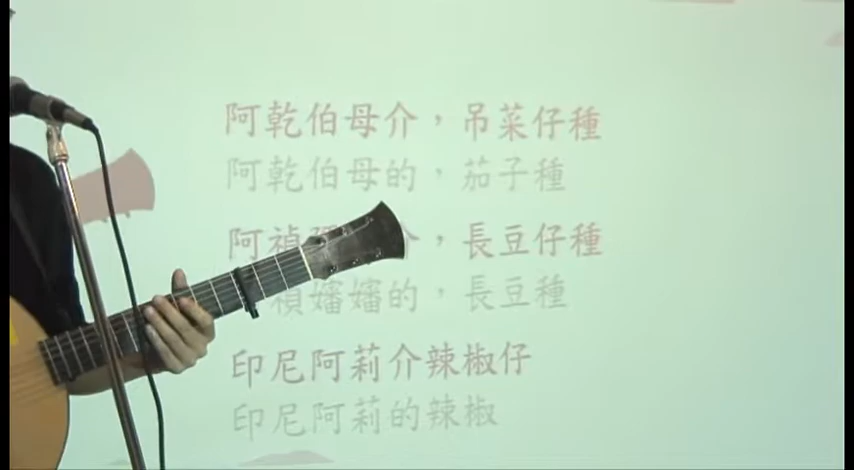 阿乾伯母介，吊菜仔種
阿乾伯母的，茄子種
阿禎 介，長豆仔種
禎嬸嬸的，長豆種
印尼阿莉介辣椒仔
印尼阿莉的辣椒